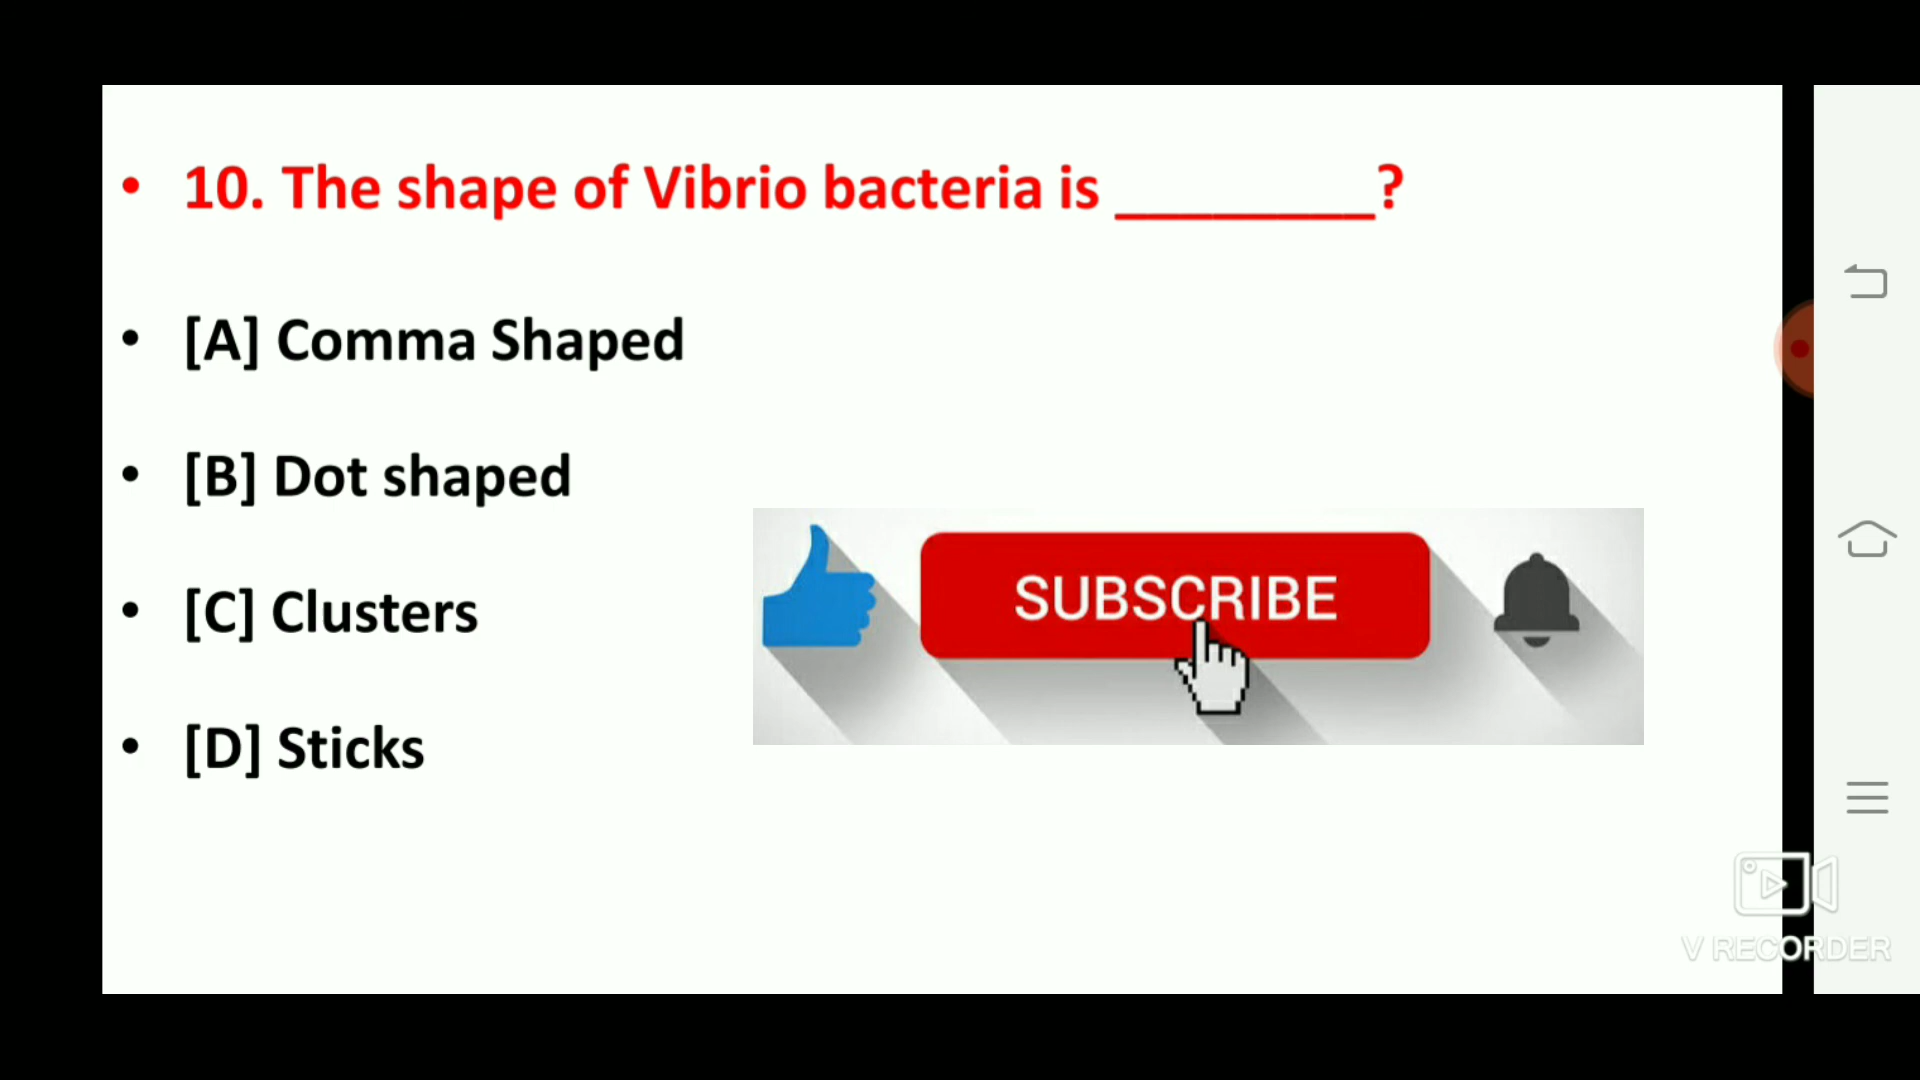 • 10. The shape of Vibrio bacteria is ________?
• [A] Comma Shaped
• [B] Dot shaped
• [C] Clusters
• [D] Sticks
SUBSCRIBE
V RECORDER